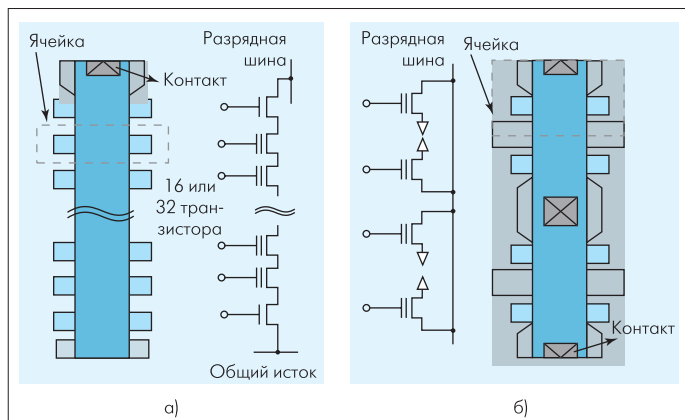 а)
Ячейка
Контакт
Разрядная
шина
16 или
32 тран-
зистора
Общий исток
а)
б)
Разрядная
шина
Ячейка
Контакт
б)